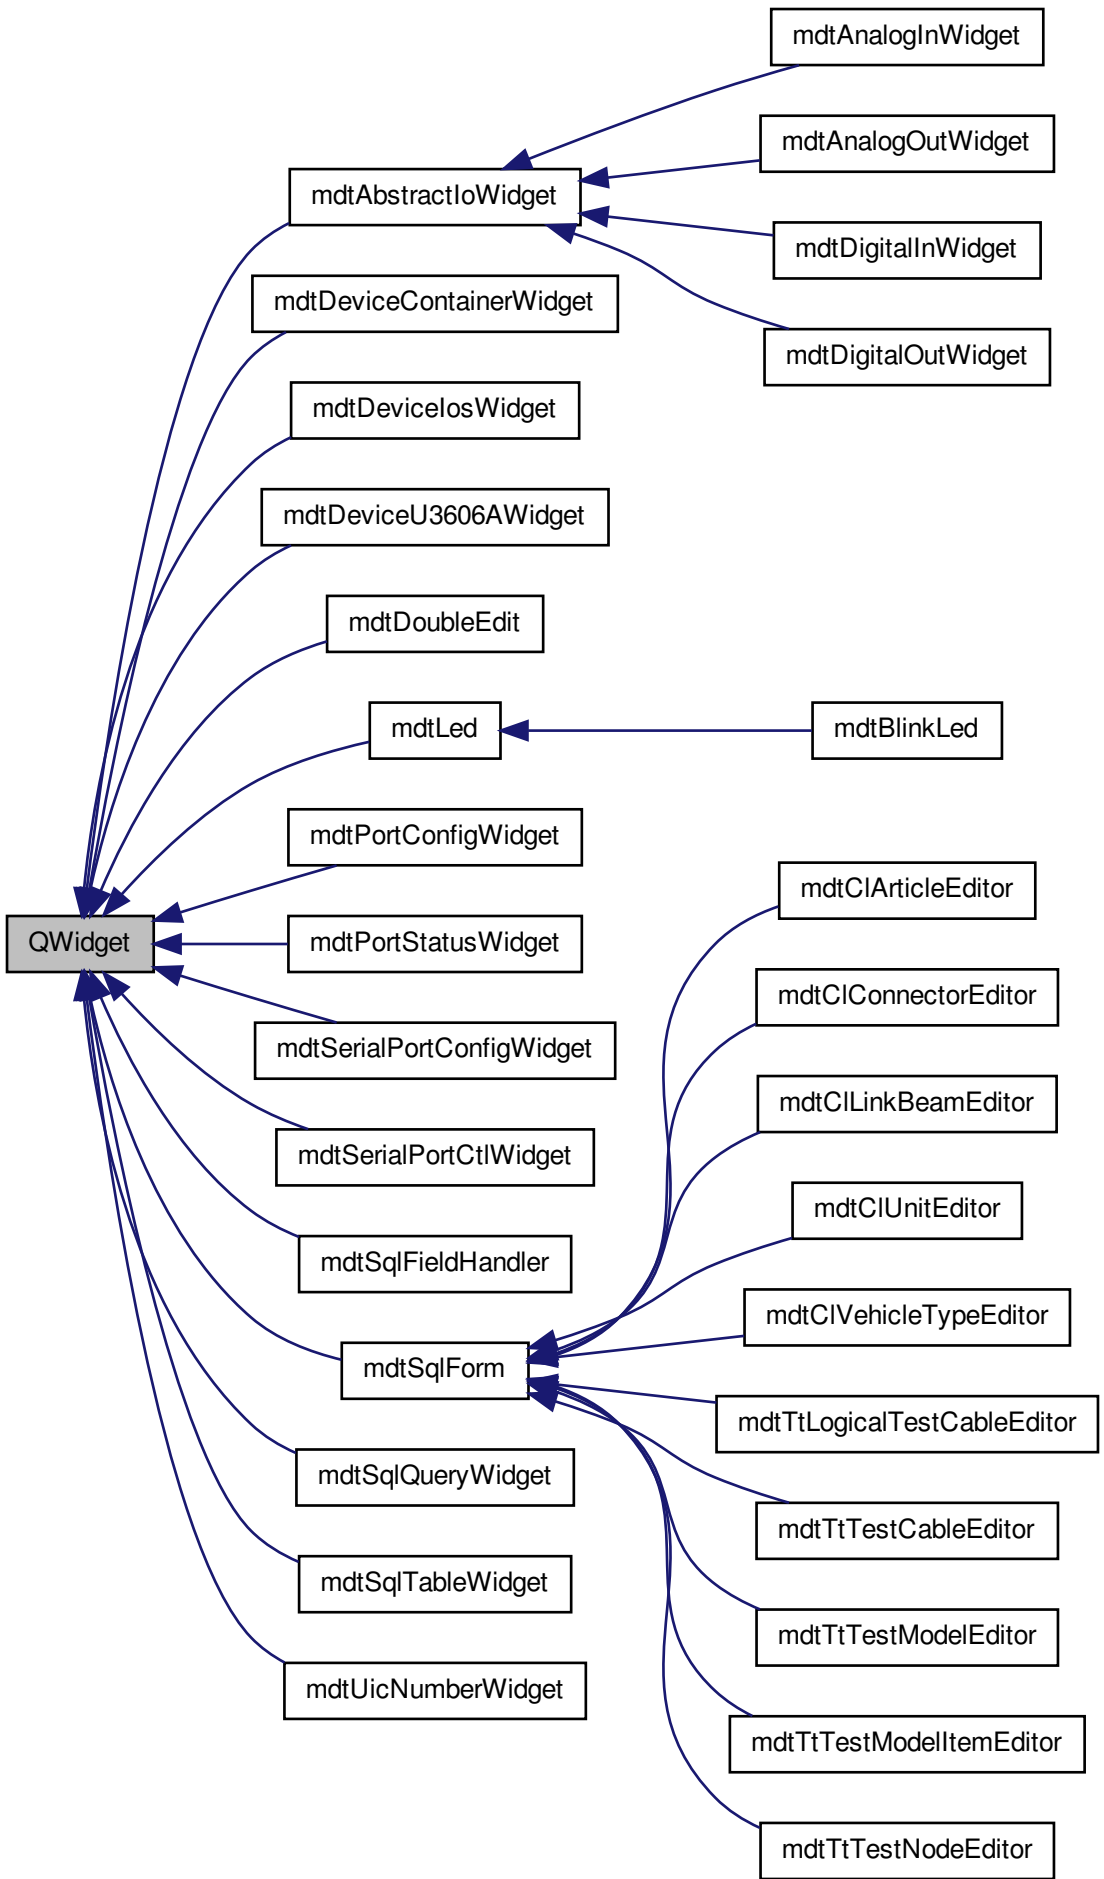 mdtAnalogInWidget
mdtAnalogOutWidget
mdtAbstractIoWidget
mdtDigitalInWidget
mdtDeviceContainerWidget
mdtDigitalOutWidget
mdtDeviceIosWidget
mdtDeviceU3606AWidget
mdtDoubleEdit
mdtLed
mdtBlinkLed
mdtPortConfigWidget
mdtClArticleEditor
QWidget
mdtPortStatusWidget
mdtClConnectorEditor
mdtSerialPortConfigWidget
mdtClLinkBeamEditor
mdtSerialPortCtlWidget
mdtClUnitEditor
mdtSqlFieldHandler
mdtClVehicleTypeEditor
mdtSqlForm
mdtTtLogicalTestCableEditor
mdtSqlQueryWidget
mdtTtTestCableEditor
mdtSqlTableWidget
mdtTtTestModelEditor
mdtUicNumberWidget
mdtTtTestModelItemEditor
mdtTtTestNodeEditor